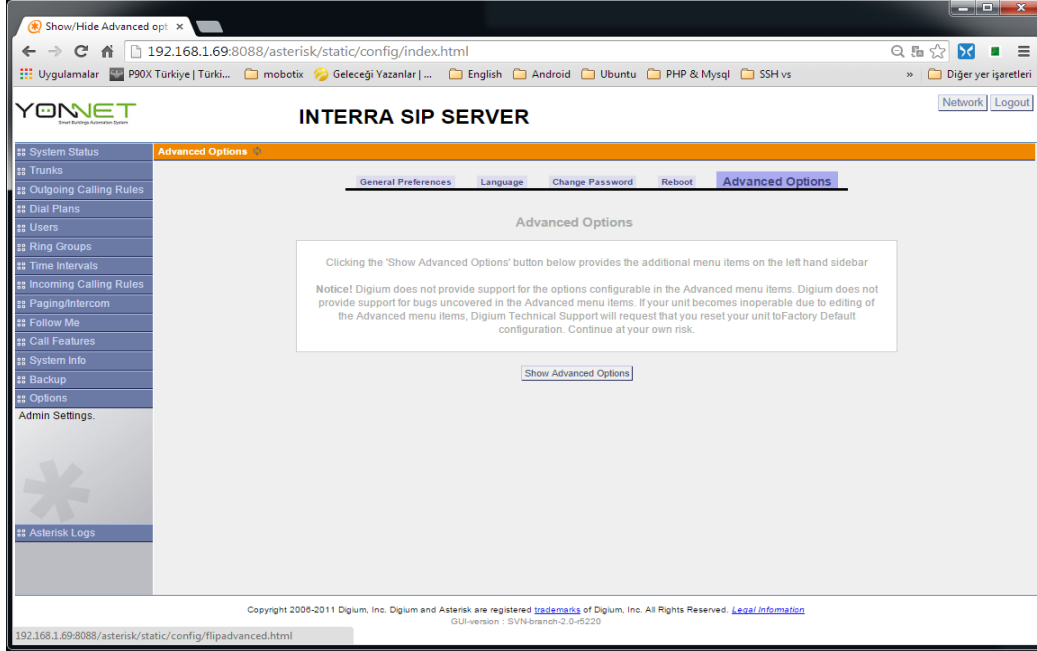 Show/Hide Advanced opt
192.168.1.69:8088/asterisk/static/config/index.html
Uygulamalar P90X Türkiye | Türki... mobotix Geleceği Yazanlar | ... English Android Ubuntu PHP & Mysql SSH vs » Diğer yer işaretleri
YONNET
Smart Buildings Automation System
INTERRA SIP SERVER
Network Logout
System Status
Trunks
Outgoing Calling Rules
Dial Plans
Users
Ring Groups
Time Intervals
Incoming Calling Rules
Paging/Intercom
Follow Me
Call Features
System Info
Backup
Options
Admin Settings.
Asterisk Logs
Advanced Options
General Preferences Language Change Password Reboot Advanced Options
Advanced Options
Clicking the 'Show Advanced Options' button below provides the additional menu items on the left hand sidebar
Notice! Digium does not provide support for the options configurable in the Advanced menu items. Digium does not
provide support for bugs uncovered in the Advanced menu items. If your unit becomes inoperable due to editing of
the Advanced menu items, Digium Technical Support will request that you reset your unit toFactory Default
configuration. Continue at your own risk.
Show Advanced Options
Copyright 2006-2011 Digium, Inc. Digium and Asterisk are registered trademarks of Digium, Inc. All Rights Reserved. Legal Information
GUI-version : SVN-branch-2.0-r5220
192.168.1.69:8088/asterisk/static/config/flipadvanced.html